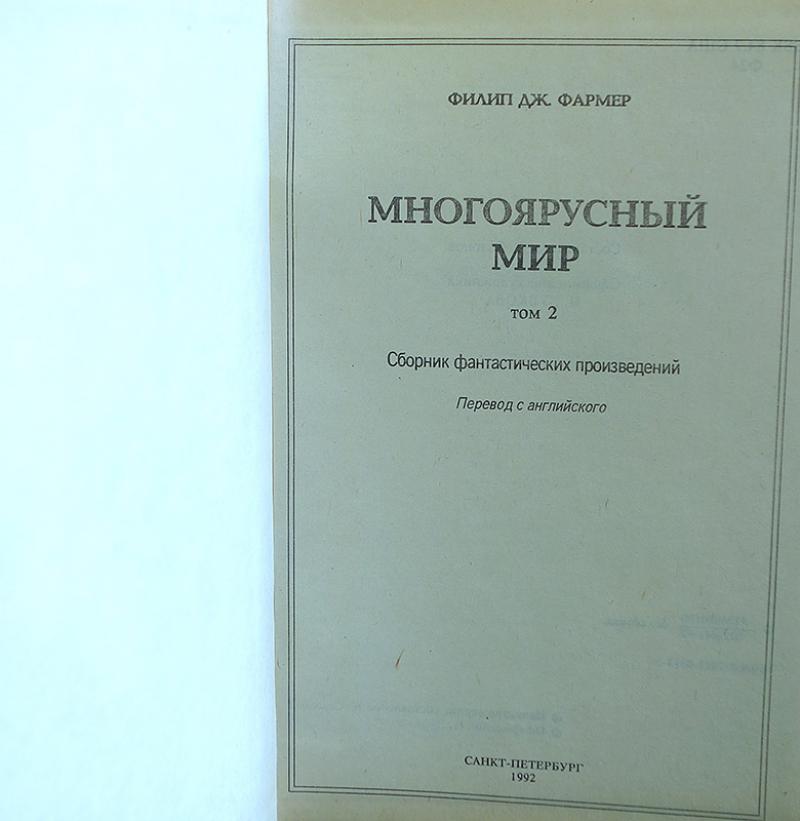 ФИЛИП ДЖ. ФАРМЕР
МНОГОЯРУСНЫЙ
МИР
том 2
Сборник фантастических произведений
Перевод с английского
САНКТ-ПЕТЕРБУРГ
1992